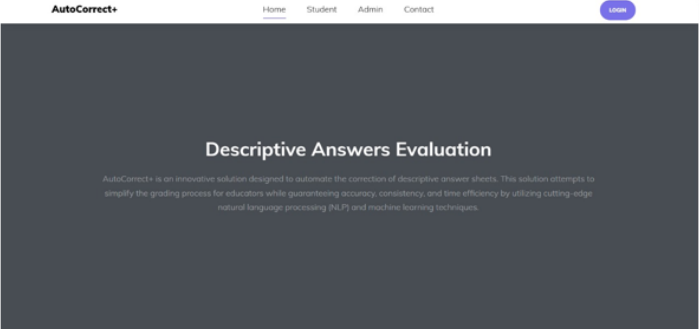 AutoCorrect+
Home Student Admin Contact
LOGIN
Descriptive Answers Evaluation
AutoCorrect+ is an innovative solution designed to automate the correction of descriptive answer sheets. This solution attempts to
simplify the grading process for educators while guaranteeing accuracy, consistency, and time efficiency by utilizing cutting-edge
natural language processing (NLP) and machine learning techniques.